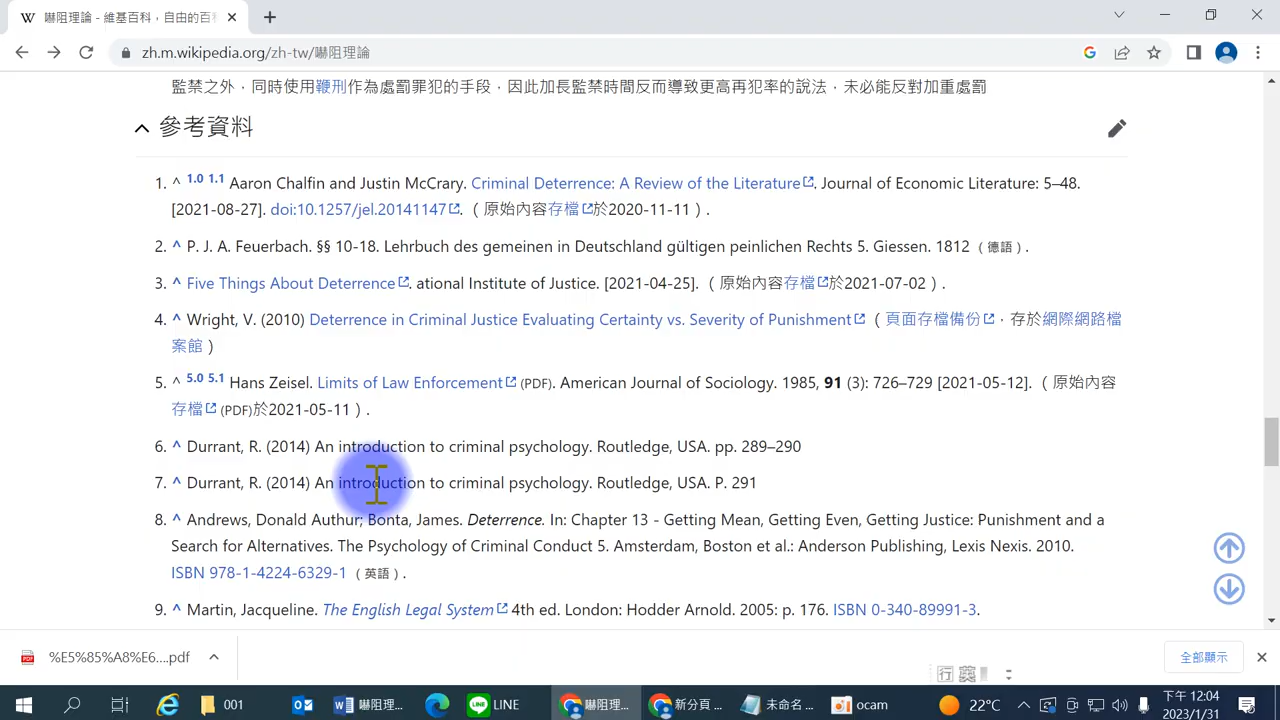 嚇阻理論 - 維基百科，自由的百
zh.m.wikipedia.org/zh-tw/嚇阻理論
監禁之外，同時使用鞭刑作為處罰罪犯的手段，因此加長監禁時間反而導致更高再犯率的說法，未必能反對加重處罰
參考資料
1. ^ 1.0 1.1 Aaron Chalfin and Justin McCrary. Criminal Deterrence: A Review of the Literature. Journal of Economic Literature: 5–48.
[2021-08-27]. doi:10.1257/jel.20141147. （原始內容存檔於2020-11-11）.
2. ^ P. J. A. Feuerbach. §§ 10-18. Lehrbuch des gemeinen in Deutschland gültigen peinlichen Rechts 5. Giessen. 1812 （德語）.
3. ^ Five Things About Deterrence. ational Institute of Justice. [2021-04-25]. （原始內容存檔於2021-07-02）.
4. ^ Wright, V. (2010) Deterrence in Criminal Justice Evaluating Certainty vs. Severity of Punishment （頁面存檔備份，存於網際網路檔
案館）
5. ^ 5.0 5.1 Hans Zeisel. Limits of Law Enforcement (PDF). American Journal of Sociology. 1985, 91 (3): 726–729 [2021-05-12]. （原始內容
存檔 (PDF)於2021-05-11）.
6. ^ Durrant, R. (2014) An introduction to criminal psychology. Routledge, USA. pp. 289–290
7. ^ Durrant, R. (2014) An introduction to criminal psychology. Routledge, USA. P. 291
8. ^ Andrews, Donald Authur; Bonta, James. Deterrence. In: Chapter 13 - Getting Mean, Getting Even, Getting Justice: Punishment and a
Search for Alternatives. The Psychology of Criminal Conduct 5. Amsterdam, Boston et al.: Anderson Publishing, Lexis Nexis. 2010.
ISBN 978-1-4224-6329-1 （英語）.
9. ^ Martin, Jacqueline. The English Legal System 4th ed. London: Hodder Arnold. 2005: p. 176. ISBN 0-340-89991-3.
%E5%85%A8%E6....pdf
全部顯示
行 英
001
嚇阻理...
LINE
嚇阻理...
新分頁 ...
未命名 ...
ocam
22°C
下午 12:04
2023/1/31